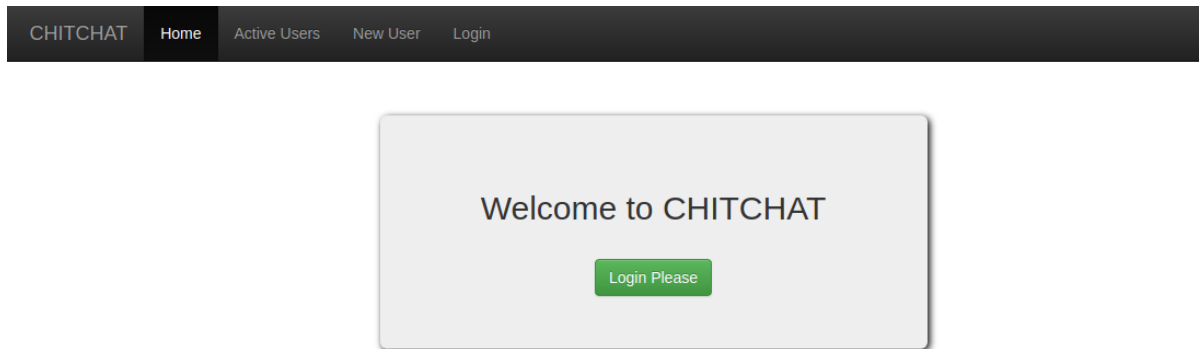 CHITCHAT Home Active Users New User Login
Welcome to CHITCHAT
Login Please